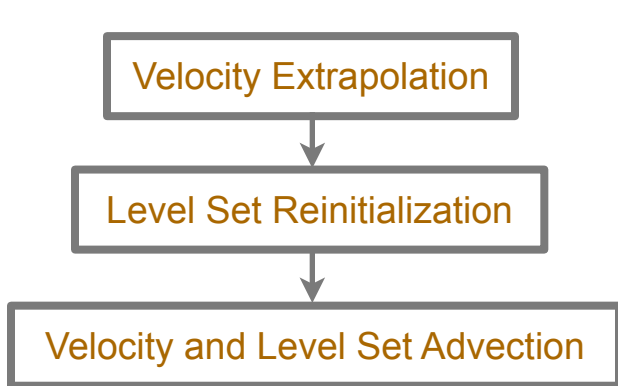 Velocity Extrapolation
Level Set Reinitialization
Velocity and Level Set Advection